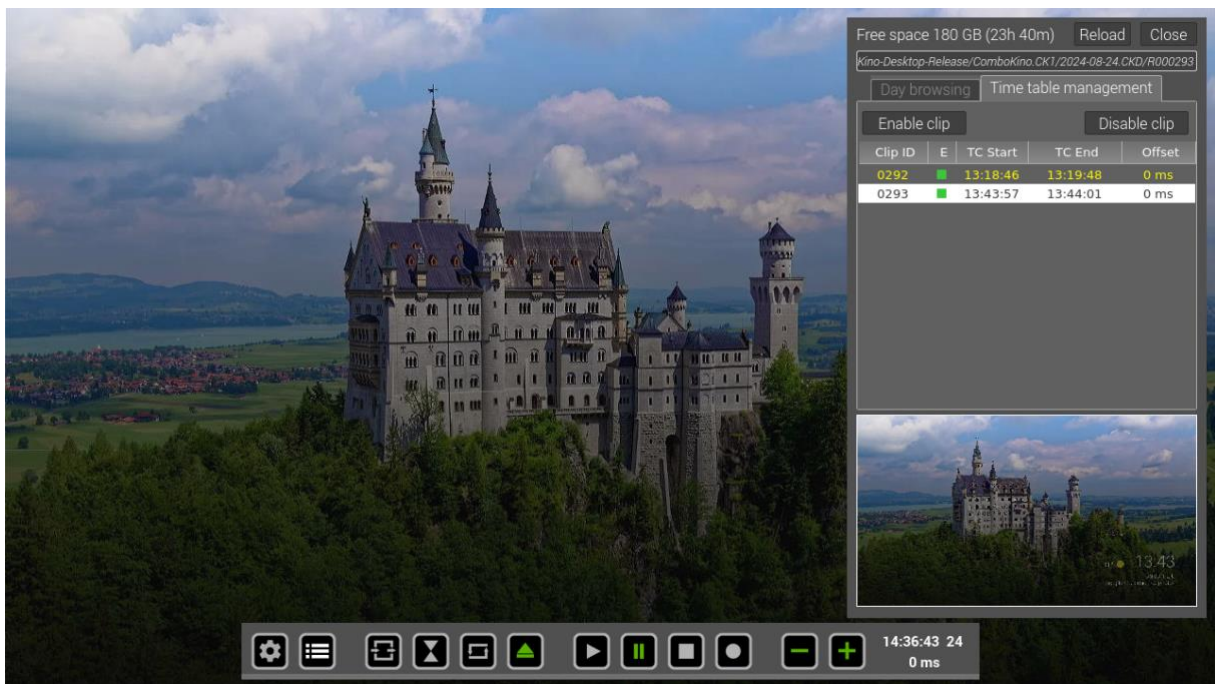 Free space 180 GB (23h 40m) Reload Close
Kino-Desktop-Release/ComboKino.CK1/2024-08-24.CKD/R000293
Day browsing Time table management
Enable clip Disable clip
Clip ID E TC Start TC End Offset
0292 13:18:46 13:19:48 0 ms
0293 13:43:57 13:44:01 0 ms
13:43
14:36:43 24
0 ms